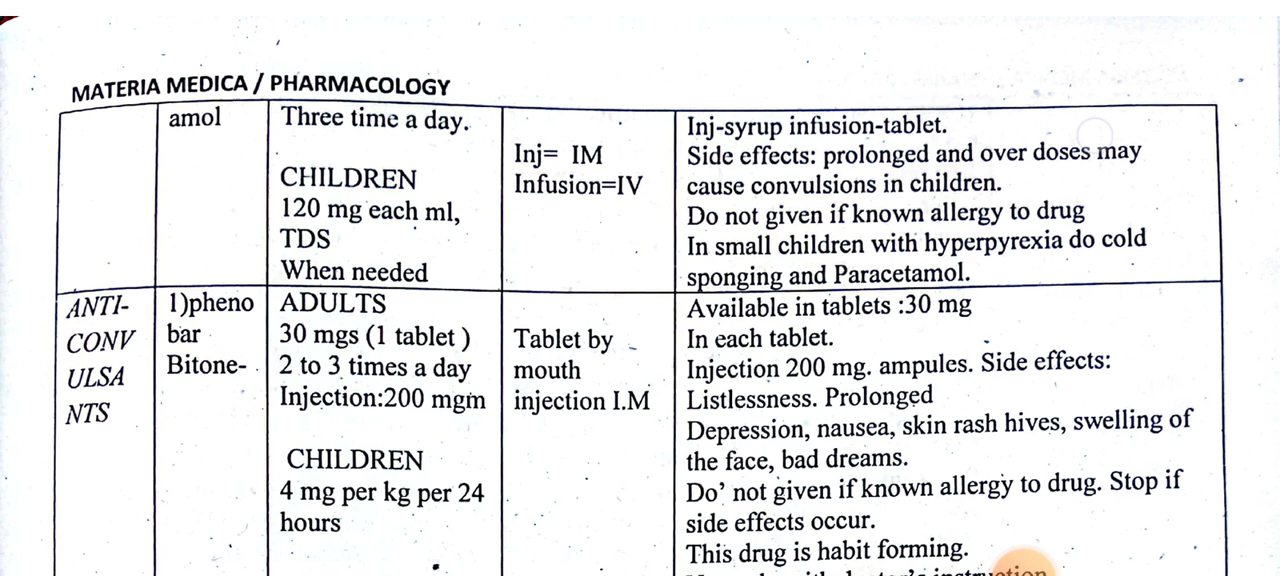 MATERIA MEDICA / PHARMACOLOGY
amol
Three time a day.
CHILDREN
120 mg each ml,
TDS
When needed
Inj= IM
Infusion=IV
Inj-syrup infusion-tablet.
Side effects: prolonged and over doses may
cause convulsions in children.
Do not given if known allergy to drug
In small children with hyperpyrexia do cold
sponging and Paracetamol.
ANTI-
CONV
ULSA
NTS
1)pheno
bar
Bitone-
ADULTS
30 mgs (1 tablet )
2 to 3 times a day
Injection:200 mgm
CHILDREN
4 mg per kg per 24
hours
Tablet by
mouth
injection I.M
Available in tablets :30 mg
In each tablet.
Injection 200 mg. ampules. Side effects:
Listlessness. Prolonged
Depression, nausea, skin rash hives, swelling of
the face, bad dreams.
Do' not given if known allergy to drug. Stop if
side effects occur.
This drug is habit forming.